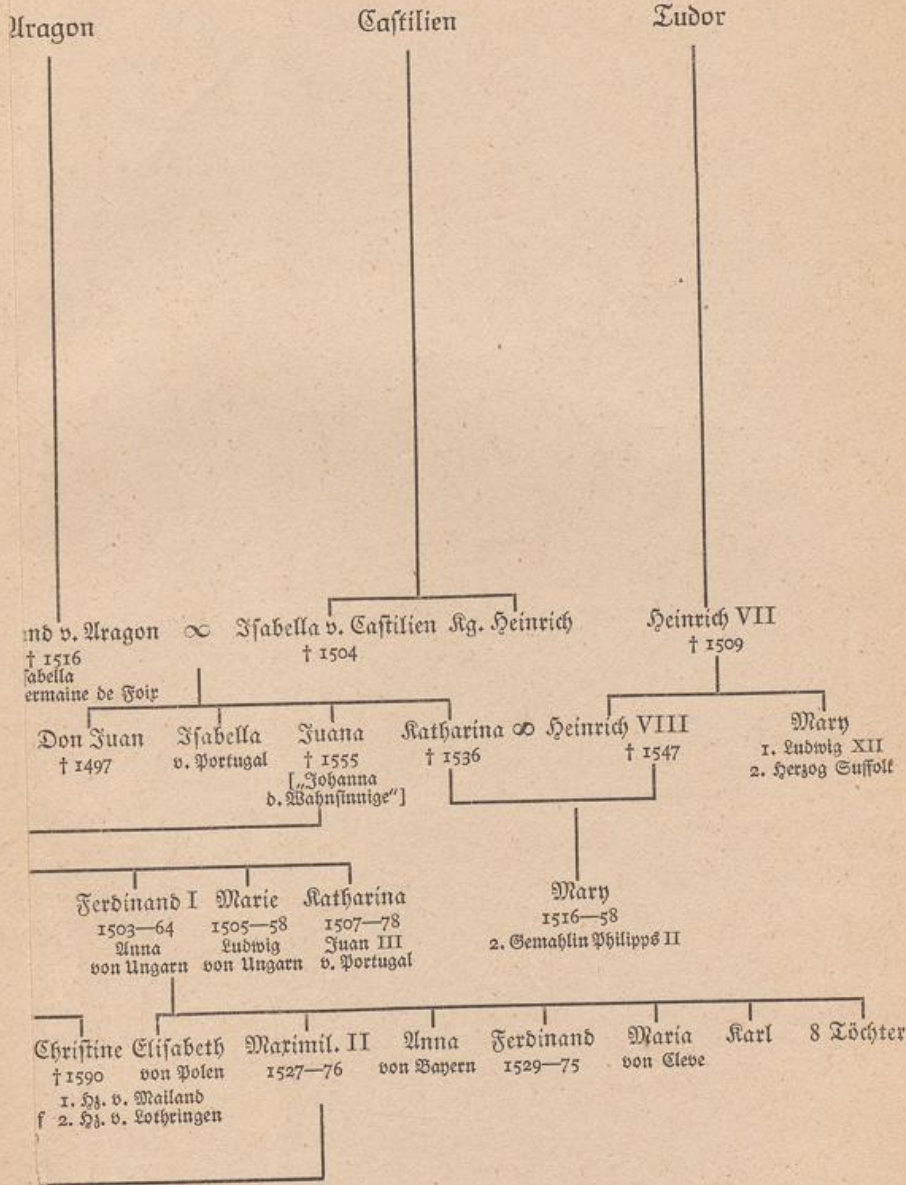 Aragon Castilien Tudor
and v. Aragon ∞ Isabella v. Castilien Kg. Heinrich Heinrich VII
† 1516 † 1504 † 1509
sabella
ermaine de Foix
Don Juan Isabella Juana Katharina ∞ Heinrich VIII Mary
† 1497 v. Portugal † 1555 † 1536 † 1547 1. Ludwig XII
[„Johanna 2. Herzog Suffolk
d. Wahnsinnige“]
Ferdinand I Marie Katharina Mary
1503—64 1505—58 1507—78 1516—58
Anna Ludwig Juan III 2. Gemahlin Philipps II
von Ungarn von Ungarn v. Portugal
Christine Elisabeth Maximil. II Anna Ferdinand Maria Karl 8 Töchter
† 1590 von Polen 1527—76 von Bayern 1529—75 von Cleve
1. Hz. v. Mailand
f 2. Hz. v. Lothringen